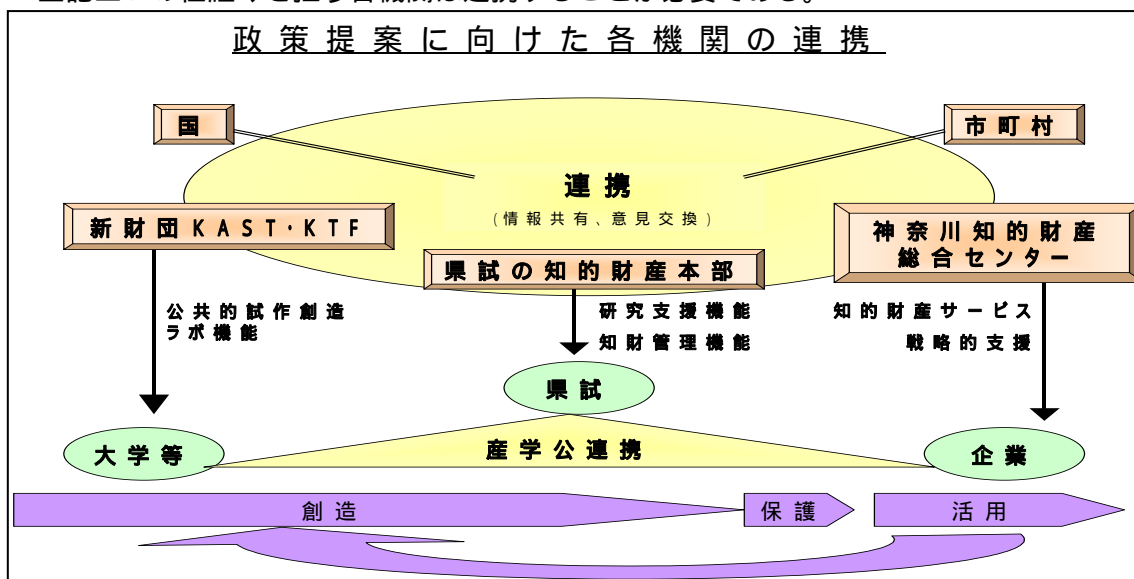 政策提案に向けた各機関の連携
国
市町村
連携
(情報共有、意見交換)
新財団KAST・KTF
神奈川知的財産
総合センター
県試の知的財産本部
公共的試作創造
ラボ機能
研究支援機能
知財管理機能
知的財産サービス
戦略的支援
県試
大学等
産学公連携
企業
創造
保護
活用